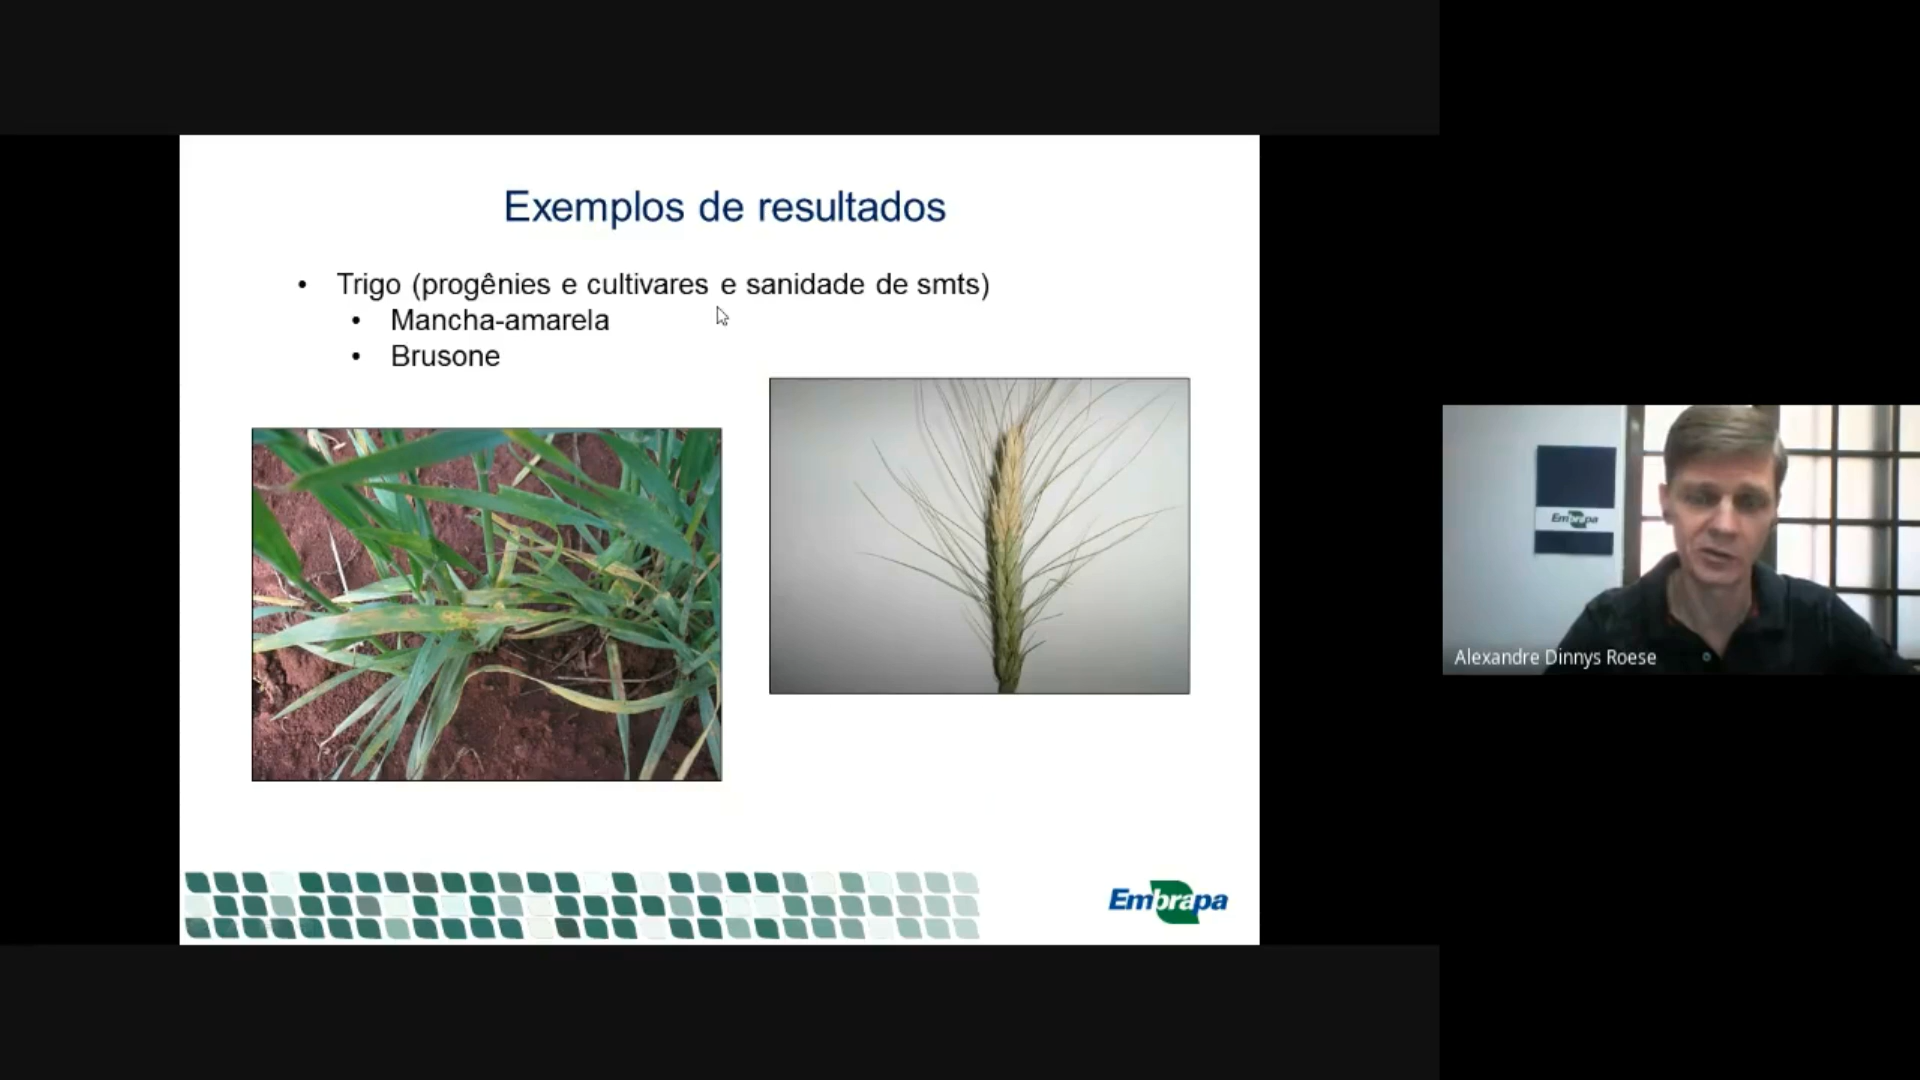 Exemplos de resultados
• Trigo (progênies e cultivares e sanidade de smts)
• Mancha-amarela
• Brusone
Embrapa
Embrapa
Alexandre Dinnys Roese